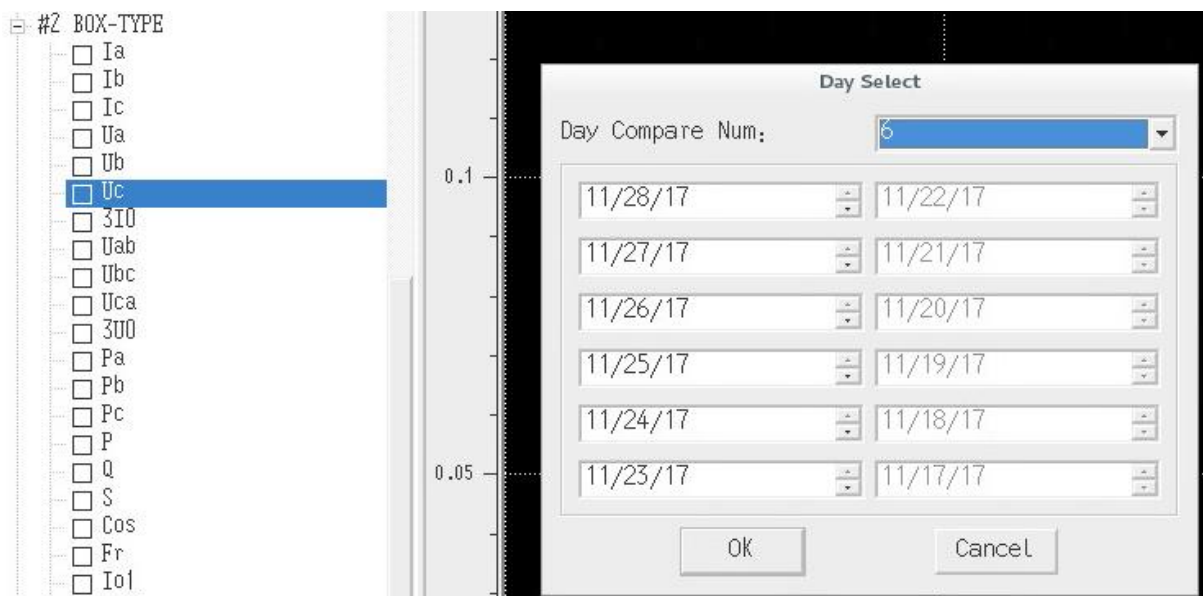 #2 BOX-TYPE
Ia
Ib
Ic
Ua
Ub
Uc
3I0
Uab
Ubc
Uca
3U0
Pa
Pb
Pc
P
Q
S
Cos
Fr
0.1
0.05
Day Select
Day Compare Num:
6
11/28/17 11/22/17
11/27/17 11/21/17
11/26/17 11/20/17
11/25/17 11/19/17
11/24/17 11/18/17
11/23/17 11/17/17
OK Cancel